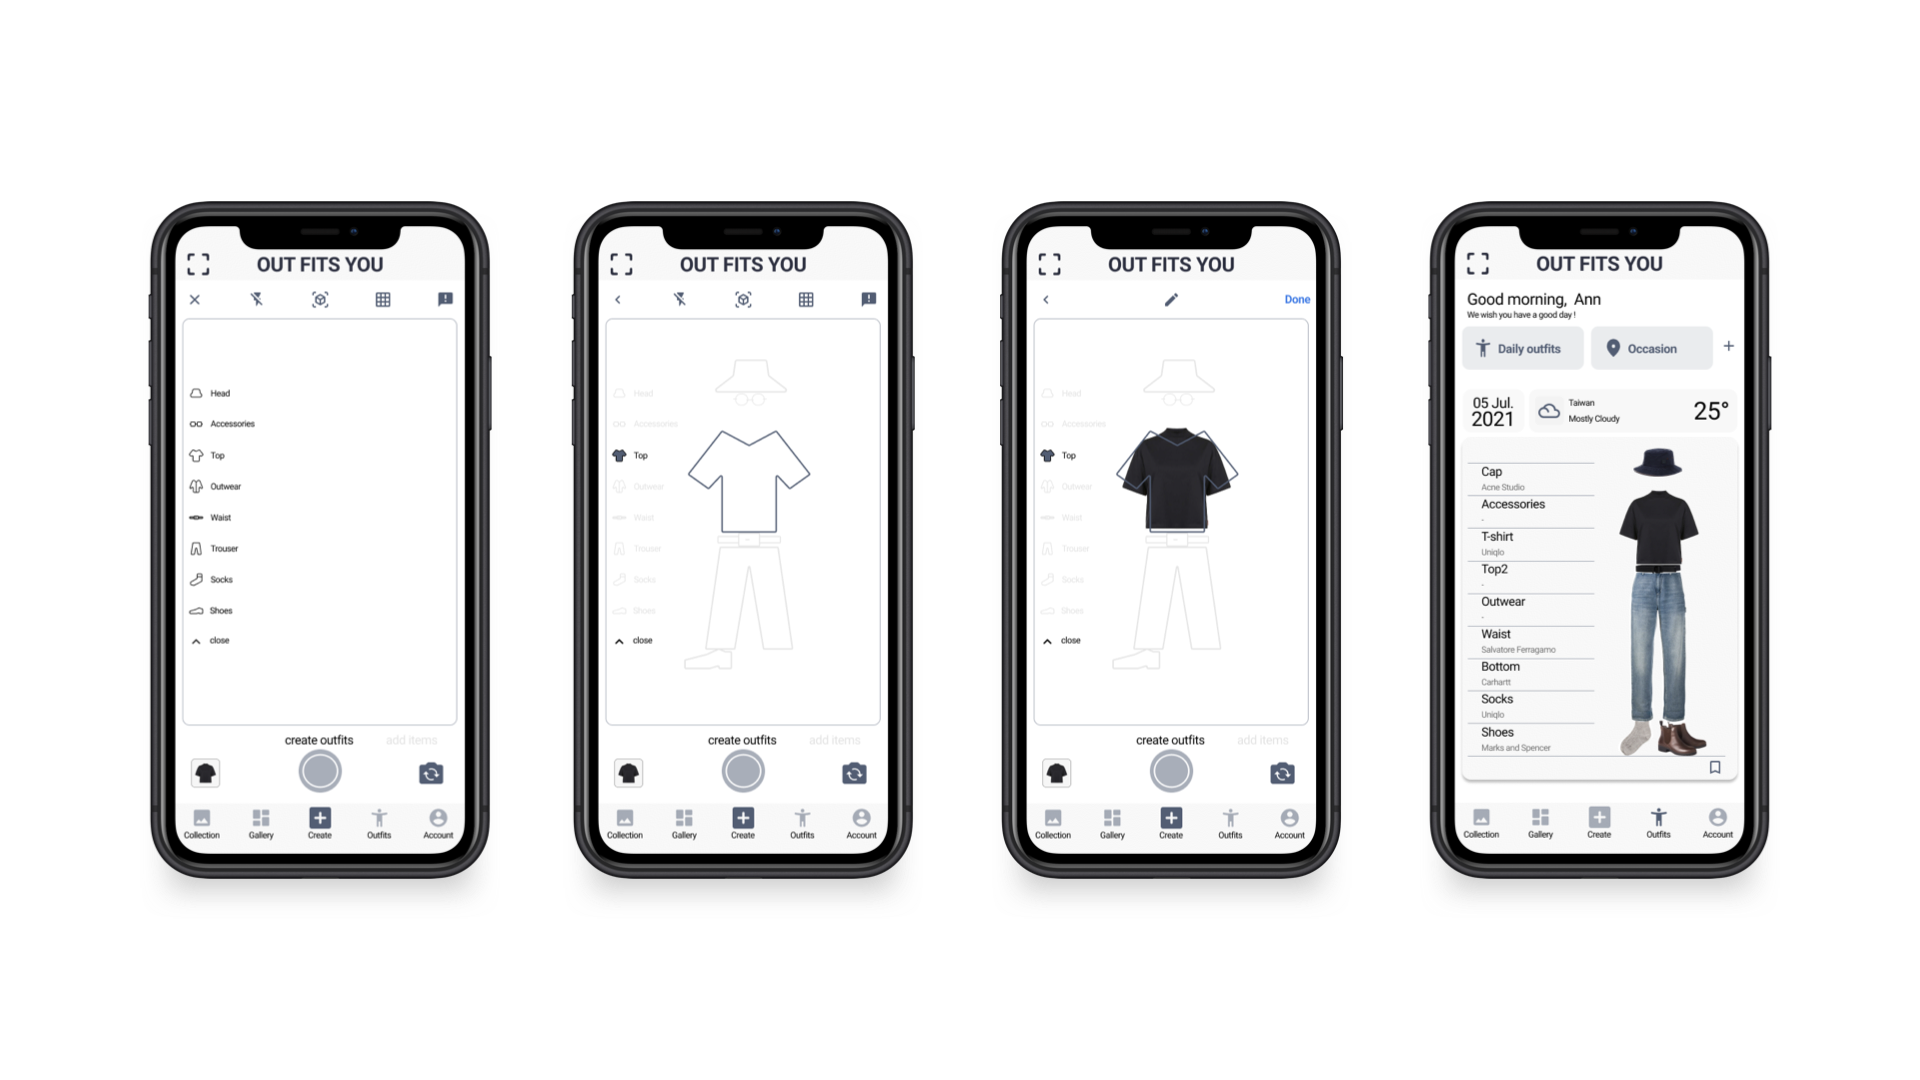 OUT FITS YOU
Head
Accessories
Top
Outwear
Waist
Trouser
Socks
Shoes
close
create outfits add items
Collection Gallery Create Outfits Account
OUT FITS YOU
Head
Accessories
Top
Outwear
Waist
Trouser
Socks
Shoes
close
create outfits add items
Collection Gallery Create Outfits Account
OUT FITS YOU
Done
Head
Accessories
Top
Outwear
Waist
Trouser
Socks
Shoes
close
create outfits add items
Collection Gallery Create Outfits Account
OUT FITS YOU
Good morning, Ann
We wish you have a good day !
Daily outfits Occasion +
05 Jul.
2021
Taiwan
Mostly Cloudy
25°
Cap
Acne Studio
Accessories
-
T-shirt
Uniqlo
Top2
-
Outwear
-
Waist
Salvatore Ferragamo
Bottom
Carhartt
Socks
Uniqlo
Shoes
Marks and Spencer
Collection Gallery Create Outfits Account